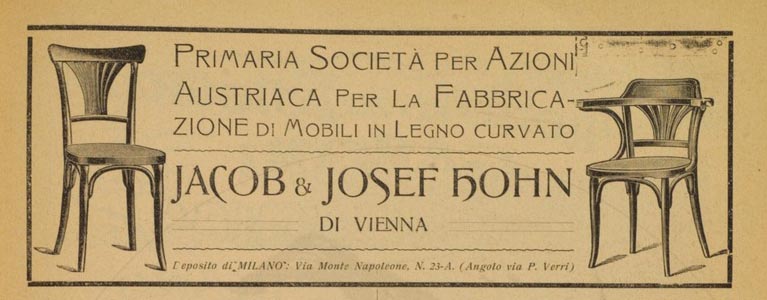 PRIMARIA SOCIETÀ PER AZIONI
AUSTRIACA PER LA FABBRICA-
ZIONE DI MOBILI IN LEGNO CURVATO
JACOB & JOSEF HOHN
DI VIENNA
Deposito di "MILANO": Via Monte Napoleone, N. 23-A. (Angolo via P. Verri)